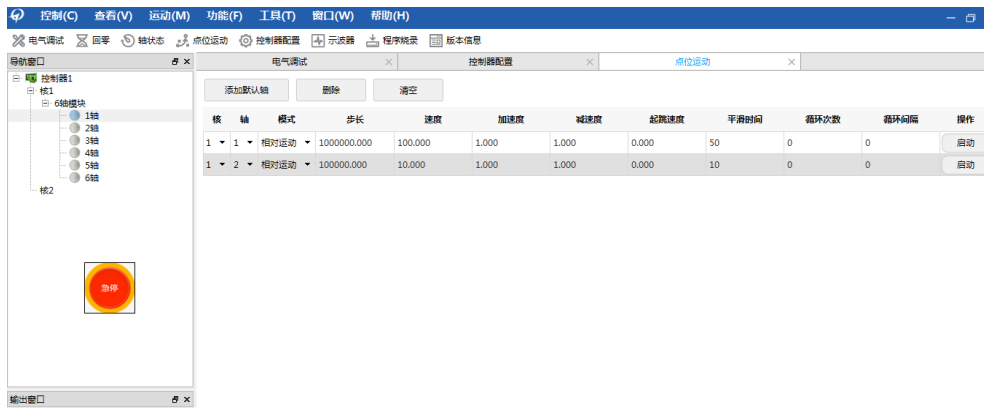 控制(C) 查看(V) 运动(M) 功能(F) 工具(T) 窗口(W) 帮助(H)
电气调试 回零 轴状态 点位运动 控制器配置 示波器 程序烧录 版本信息
导航窗口 电气调试 控制器配置 点位运动
控制器1
核1
6轴模块
1轴
2轴
3轴
4轴
5轴
6轴
核2
急停
输出窗口
添加默认轴 删除 清空
核 轴 模式 步长 速度 加速度 减速度 起跳速度 平滑时间 循环次数 循环间隔 操作
1 1 相对运动 1000000.000 100.000 1.000 1.000 0.000 50 0 0 启动
1 2 相对运动 100000.000 10.000 1.000 1.000 0.000 10 0 0 启动